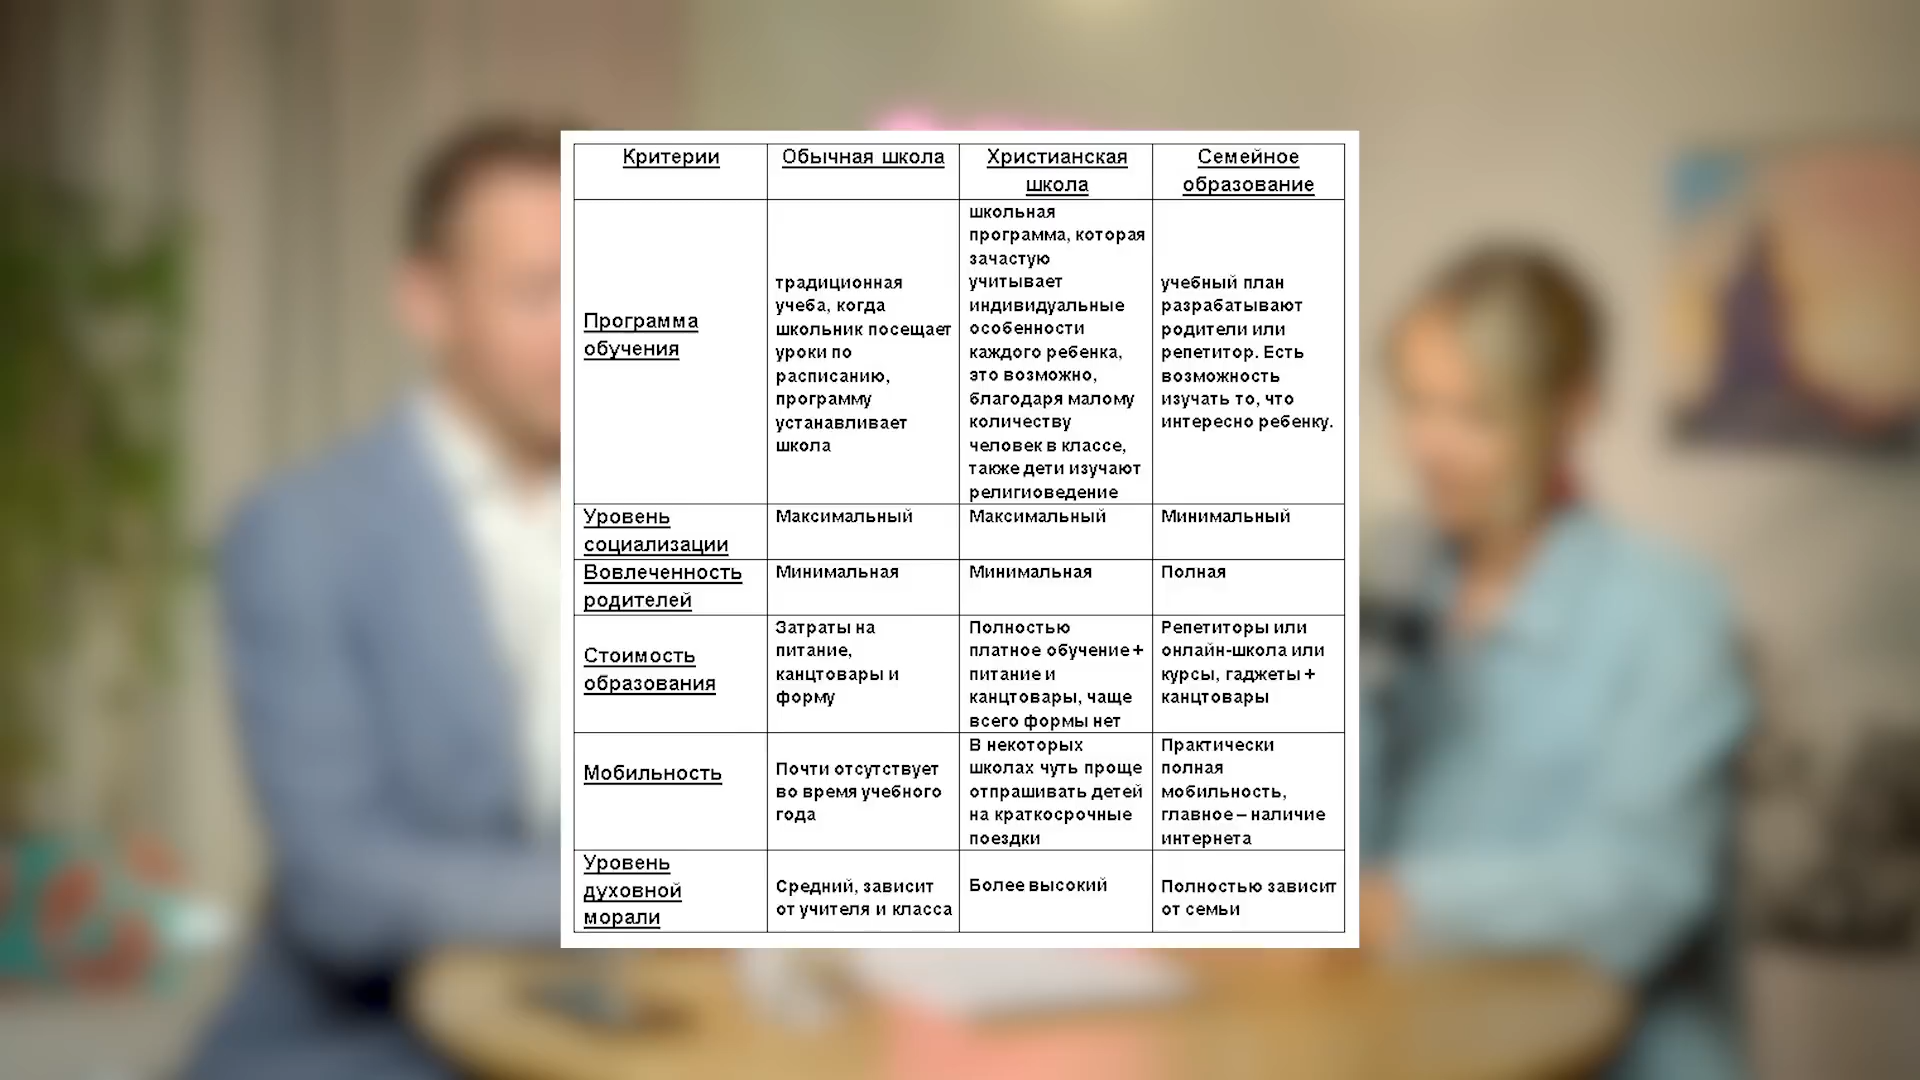 Критерии
Обычная школа
Христианская
школа
Семейное
образование
Программа
обучения
традиционная
учеба, когда
школьник посещает
уроки по
расписанию,
программу
устанавливает
школа
школьная
программа, которая
зачастую
учитывает
индивидуальные
особенности
каждого ребенка,
это возможно,
благодаря малому
количеству
человек в классе,
также дети изучают
религиоведение
учебный план
разрабатывают
родители или
репетитор. Есть
возможность
изучать то, что
интересно ребенку.
Уровень
социализации
Максимальный
Максимальный
Минимальный
Вовлеченность
родителей
Минимальная
Минимальная
Полная
Стоимость
образования
Затраты на
питание,
канцтовары и
форму
Полностью
платное обучение +
питание и
канцтовары, чаще
всего формы нет
Репетиторы или
онлайн-школа или
курсы, гаджеты +
канцтовары
Мобильность
Почти отсутствует
во время учебного
года
В некоторых
школах чуть проще
отпрашивать детей
на краткосрочные
поездки
Практически
полная
мобильность,
главное – наличие
интернета
Уровень
духовной
морали
Средний, зависит
от учителя и класса
Более высокий
Полностью зависит
от семьи